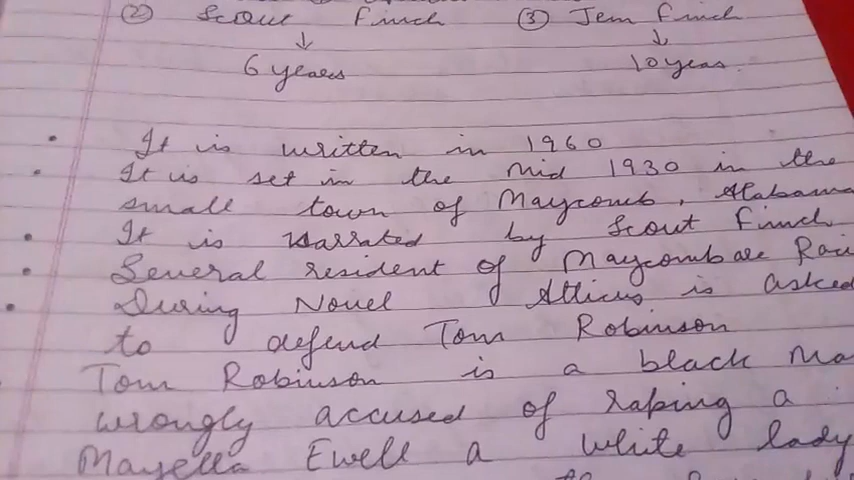 ② Scout Finch ③ Jem Finch
↓ ↓
6 years 10 years.
• It is written in 1960
• It is set in the mid 1930 in the
small town of Maycomb, Alabama
• It is Narrated by Scout Finch
• Several resident of Maycomb are Raci
• During Novel Atticus is asked
to defend Tom Robinson
Tom Robinson is a black Ma
wrongly accused of raping a
Mayella Ewell a white lady